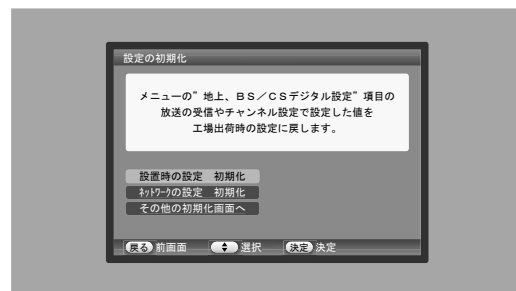 設定の初期化
メニューの”地上、BS／CSデジタル設定”項目の
放送の受信やチャンネル設定で設定した値を
工場出荷時の設定に戻します。
設置時の設定　初期化
ﾈｯﾄﾜｰｸの設定　初期化
その他の初期化画面へ
戻る 前画面 選択 決定 決定